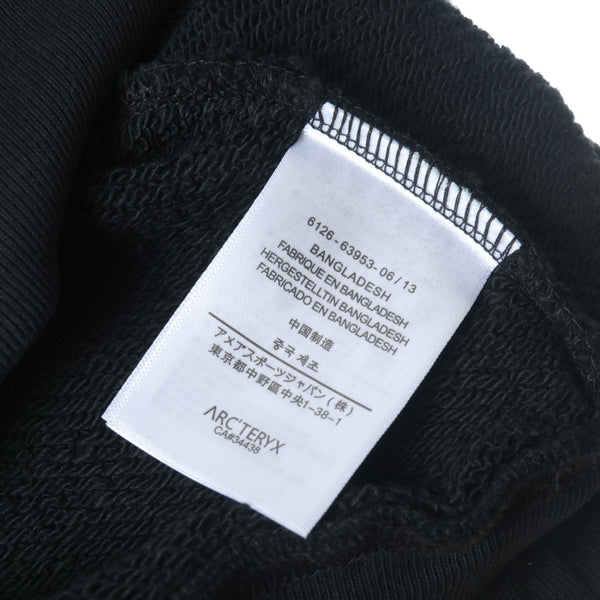 6126-63953-06/13
BANGLADESH
FABRIQUE EN BANGLADESH
HERGESTELLTIN BANGLADESH
FABRICADO EN BANGLADESH
中国制造
중국 제조
アメアスポーツジャパン(株)
東京都中野區中央1-38-1
ARC'TERYX
CA#34438